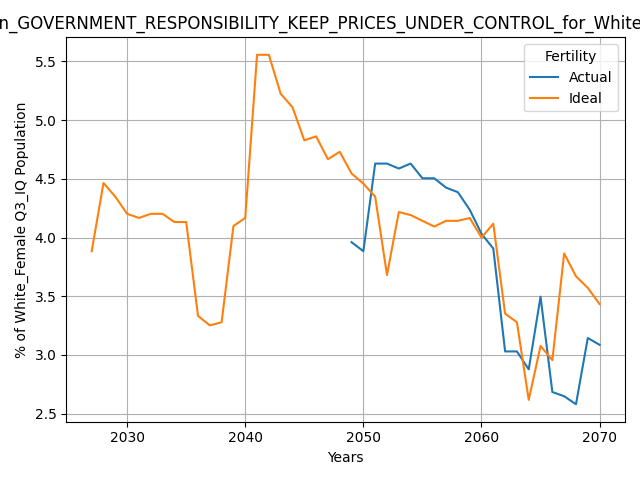 n_GOVERNMENT_RESPONSIBILITY_KEEP_PRICES_UNDER_CONTROL_for_White
Fertility
Actual
Ideal
% of White_Female Q3_IQ Population
5.5
5.0
4.5
4.0
3.5
3.0
2.5
2030
2040
2050
2060
2070
Years